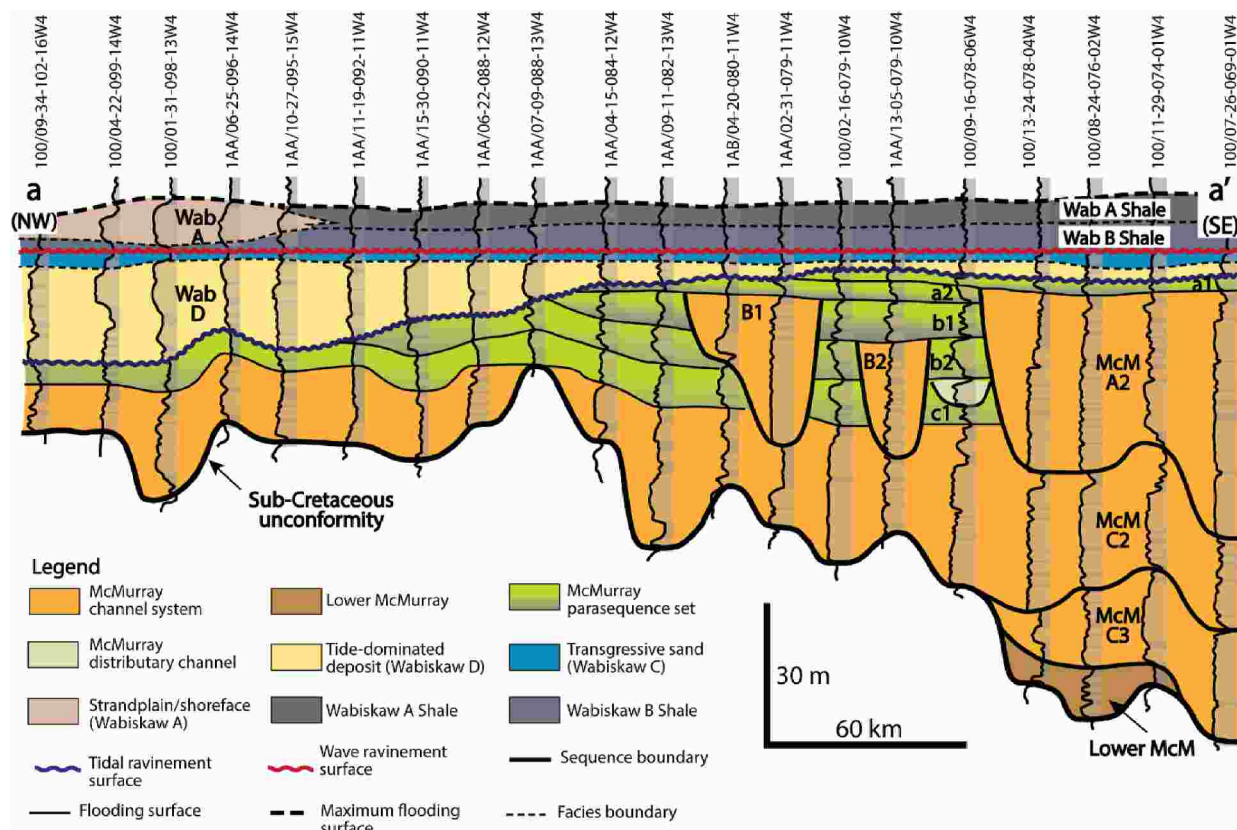 100/09-34-102-16W4
100/04-22-099-14W4
100/01-31-098-13W4
1AA/06-25-096-14W4
1AA/10-27-095-15W4
1AA/11-19-092-11W4
1AA/15-30-090-11W4
1AA/06-22-088-12W4
1AA/07-09-088-13W4
100/04-15-084-12W4
1AA/09-11-082-13W4
1AB/04-20-080-11W4
1AA/02-31-079-11W4
100/02-16-079-10W4
1AA/13-05-079-10W4
100/09-16-078-06W4
100/13-24-078-04W4
100/08-24-076-02W4
100/11-29-074-01W4
100/07-26-069-01W4
a
(NW)
a'
(SE)
Wab
A
Wab A Shale
Wab B Shale
Wab
D
a1
a2
B1
b1
B2
b2
c1
McM
A2
McM
C2
McM
C3
Sub-Cretaceous
unconformity
Lower McM
30 m
60 km
Legend
McMurray
channel system
Lower McMurray
McMurray
parasequence set
McMurray
distributary channel
Tide-dominated
deposit (Wabiskaw D)
Transgressive sand
(Wabiskaw C)
Strandplain/shoreface
(Wabiskaw A)
Wabiskaw A Shale
Wabiskaw B Shale
Tidal ravinement
surface
Wave ravinement
surface
Sequence boundary
Flooding surface
Maximum flooding
surface
Facies boundary